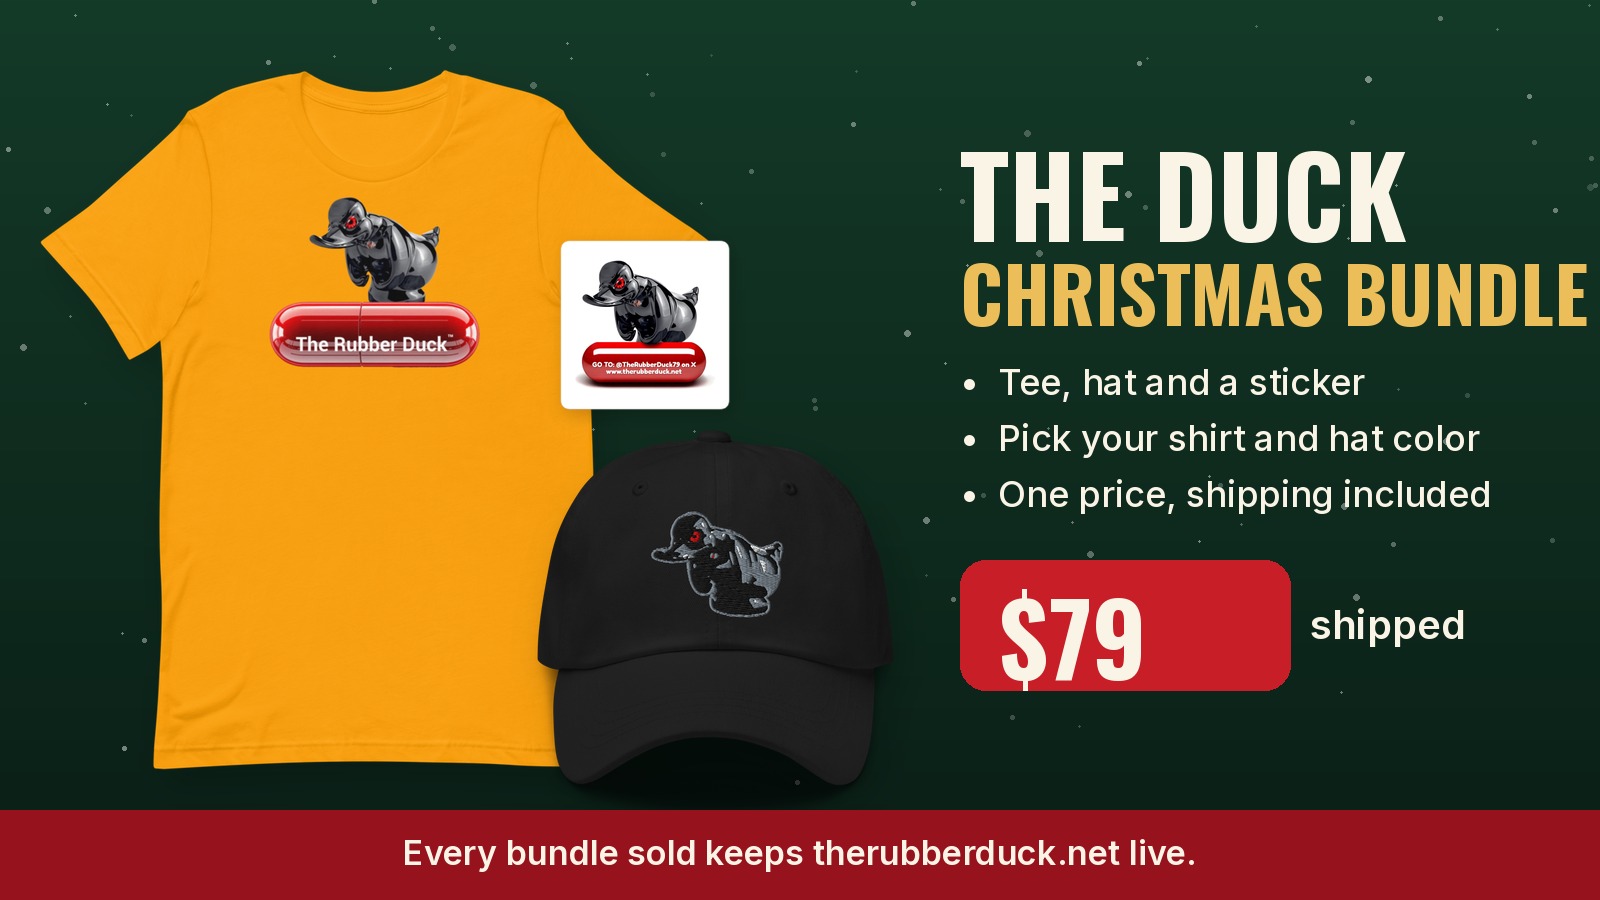 THE DUCK
CHRISTMAS BUNDLE
• Tee, hat and a sticker
• Pick your shirt and hat color
• One price, shipping included
$79
shipped
The Rubber Duck™
GO TO: @TheRubberDuck79 on X
www.therubberduck.net
Every bundle sold keeps therubberduck.net live.